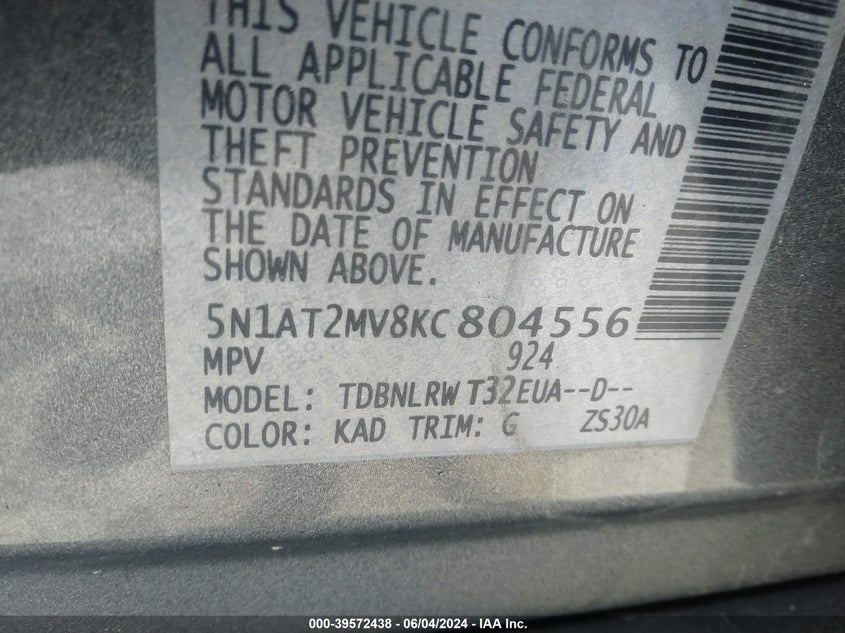 THIS VEHICLE CONFORMS TO
ALL APPLICABLE FEDERAL
MOTOR VEHICLE SAFETY AND
THEFT PREVENTION
STANDARDS IN EFFECT ON
THE DATE OF MANUFACTURE
SHOWN ABOVE.
5N1AT2MV8KC804556
MPV 924
MODEL: TDBNLRW T32EUA--D--
COLOR: KAD TRIM: G ZS30A
000-39572438 - 06/04/2024 - IAA Inc.